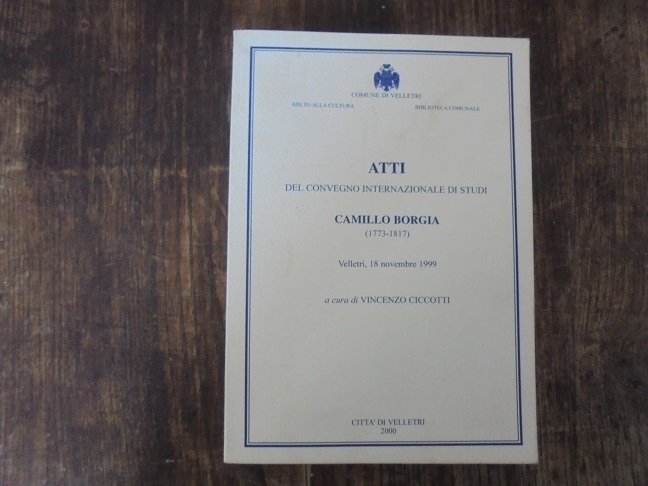 COMUNE DI VELLETRI
ASS.TO ALLA CULTURA BIBLIOTECA COMUNALE
ATTI
DEL CONVEGNO INTERNAZIONALE DI STUDI
CAMILLO BORGIA
(1773-1817)
Velletri, 18 novembre 1999
a cura di VINCENZO CICCOTTI
CITTA' DI VELLETRI
2000